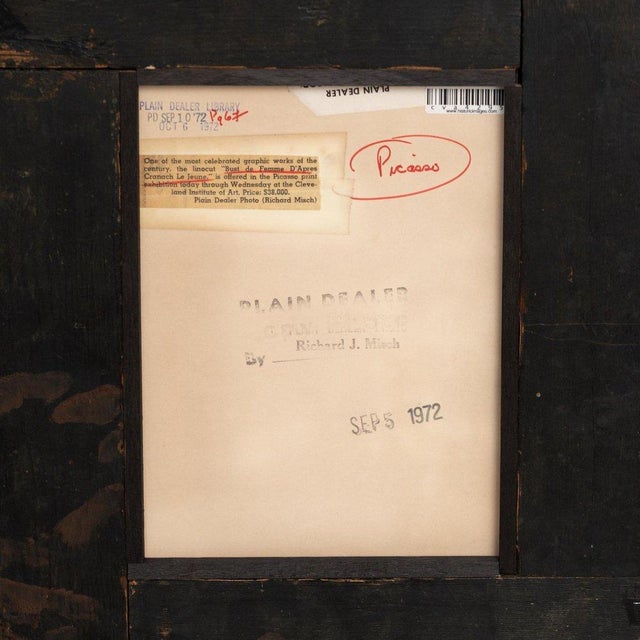 PLAIN DEALER
PLAIN DEALER LIBRARY
PD SEP 10 '72 Pg67
OCT 6 1972
One of the most celebrated graphic works of the
century, the linocut "Bust de Femme D'Apres
Cranach Le Jeune," is offered in the Picasso print
exhibition today through Wednesday at the Cleve-
land Institute of Art. Price: $38,000.
Plain Dealer Photo (Richard Misch)
Picasso
PLAIN DEALER
Richard J. Misch
By
SEP 5 1972